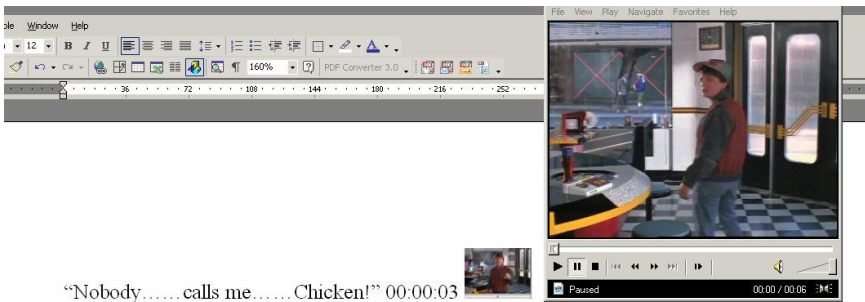 File View Play Navigate Favorites Help
Window Help
12 B I U
160% PDF Converter 3.0
36 72 108 144 180 216 252
“Nobody……calls me……Chicken!” 00:00:03
Paused 00:00 / 00:06